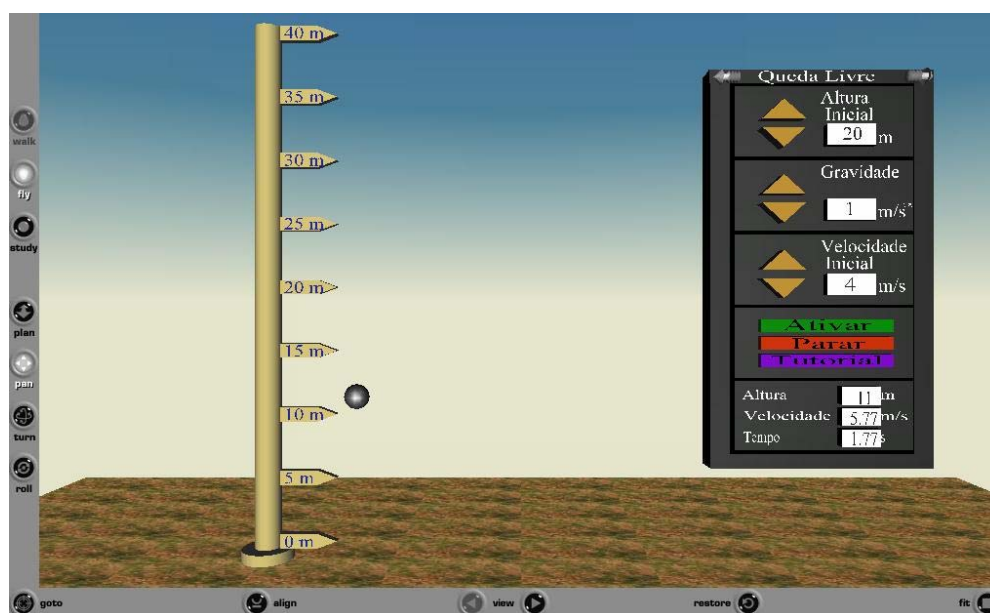 walk
fly
study
plan
pan
turn
roll
40 m
35 m
30 m
25 m
20 m
15 m
10 m
5 m
0 m
Queda Livre
Altura
Inicial
20 m
Gravidade
1 m/s²
Velocidade
Inicial
4 m/s
Ativar
Parar
Tutorial
Altura 11 m
Velocidade 5.77 m/s
Tempo 1.77 s
goto align view restore fit